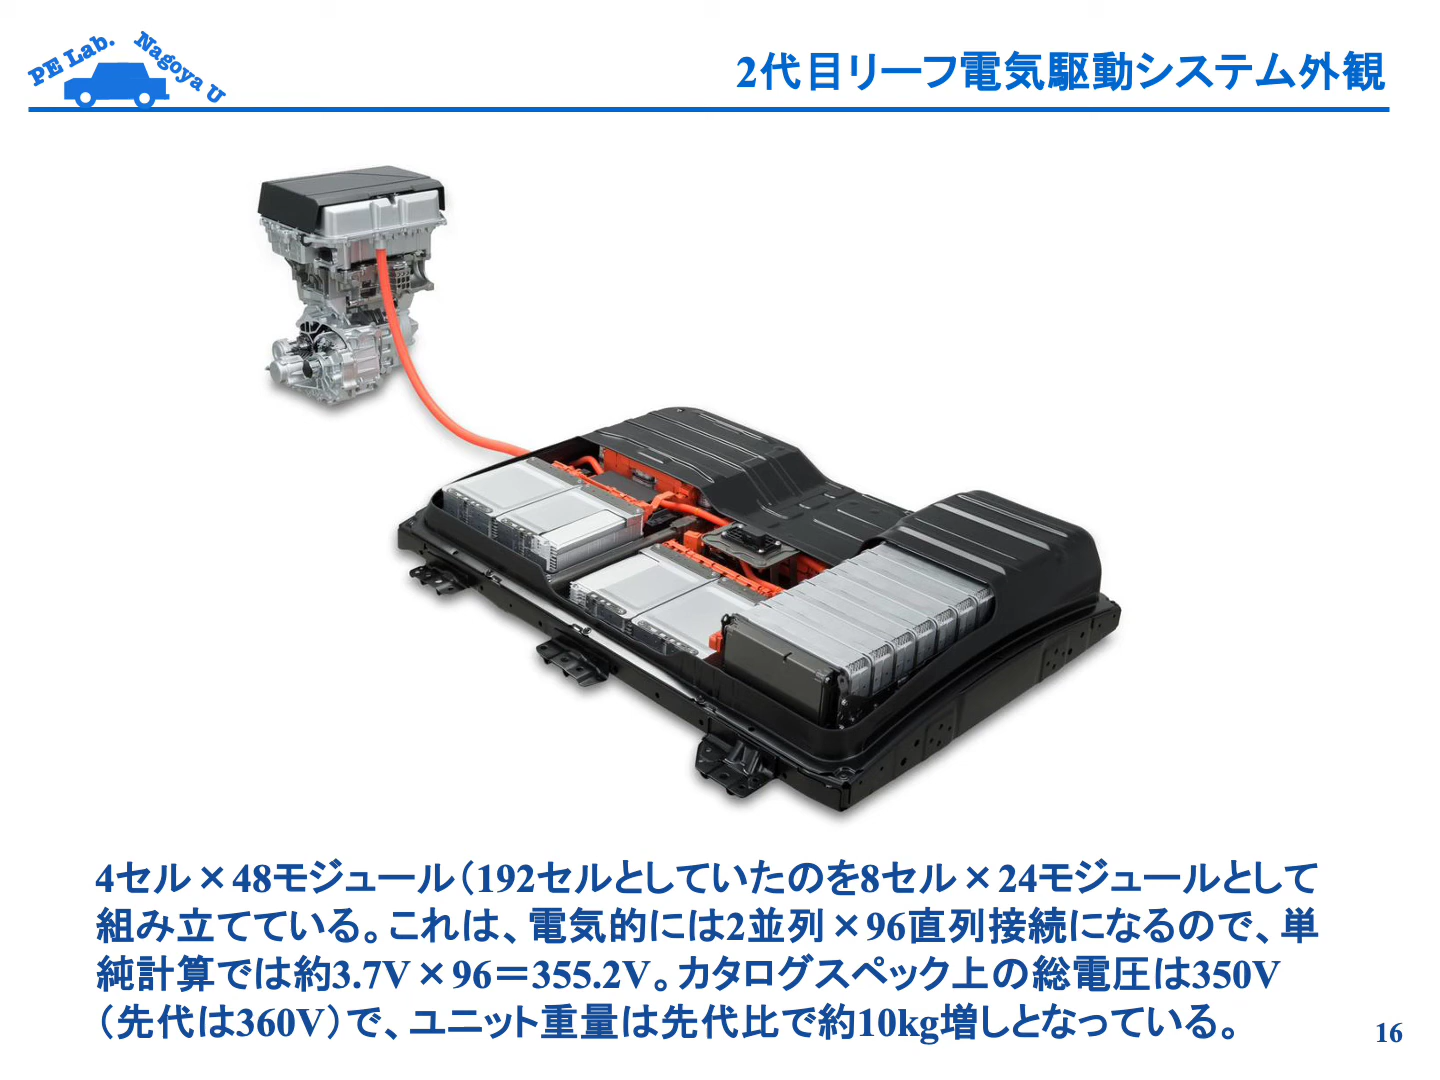 PE Lab. Nagoya U
2代目リーフ電気駆動システム外観
4セル×48モジュール（192セルとしていたのを8セル×24モジュールとして
組み立てている。これは、電気的には2並列×96直列接続になるので、単
純計算では約3.7V×96＝355.2V。カタログスペック上の総電圧は350V
（先代は360V）で、ユニット重量は先代比で約10kg増しとなっている。
16